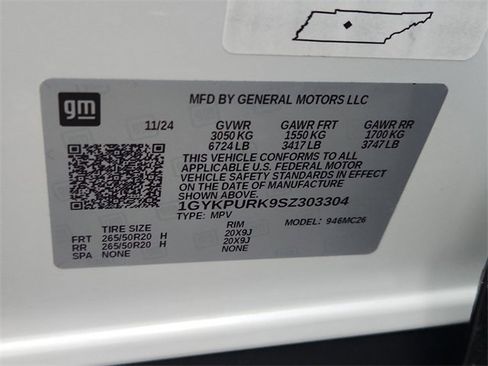 gm
MFD BY GENERAL MOTORS LLC
11/24 GVWR GAWR FRT GAWR RR
3050 KG 1550 KG 1700 KG
6724 LB 3417 LB 3747 LB
THIS VEHICLE CONFORMS TO ALL
APPLICABLE U.S. FEDERAL MOTOR
VEHICLE SAFETY STANDARDS IN EFFECT
ON THE DATE OF MANUFACTURE
SHOWN ABOVE.
1GYKPURK9SZ303304
TYPE: MPV MODEL: 946MC26
TIRE SIZE RIM
FRT 265/50R20 H 20X9J
RR 265/50R20 H 20X9J
SPA NONE NONE